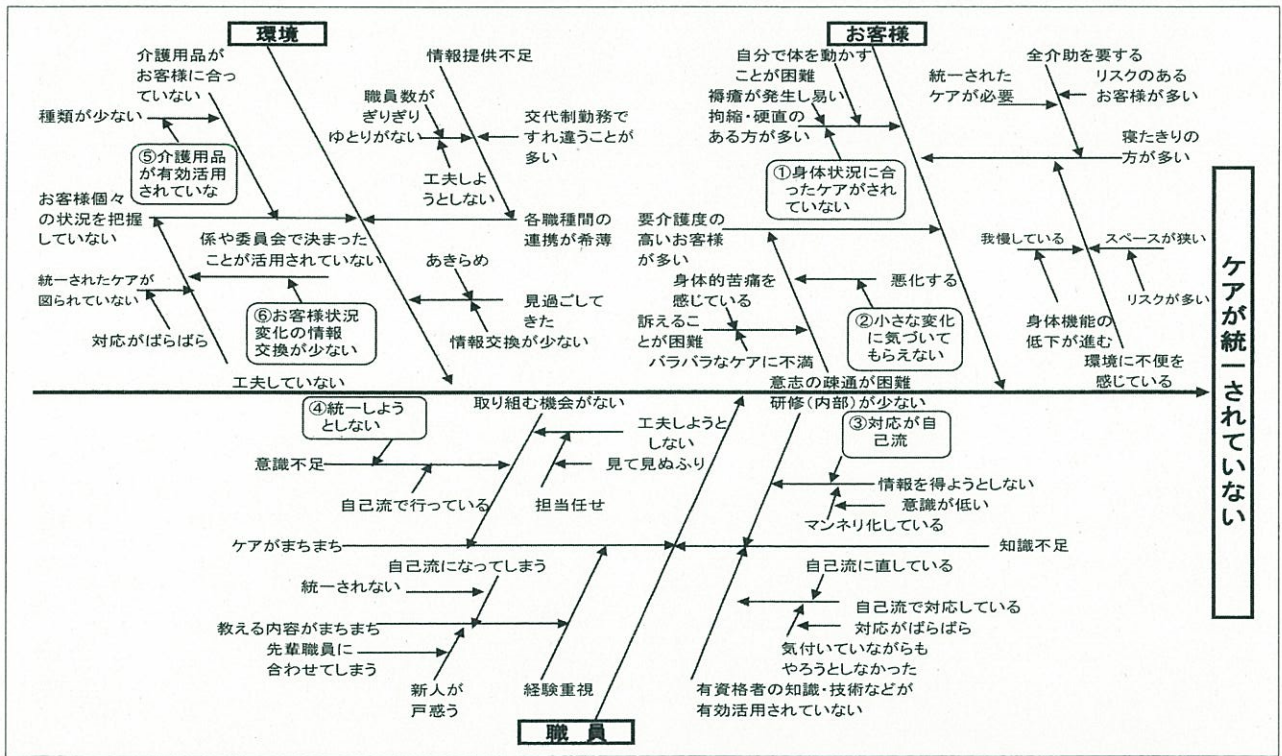 環境
介護用品が
お客様に合っ
ていない
種類が少ない
⑤介護用品
が有効活用
されていな
情報提供不足
職員数が
ぎりぎり
ゆとりがない
交代制勤務で
すれ違うことが
多い
工夫しよ
うとしない
お客様個々
の状況を把握
していない
各職種間の
連携が希薄
係や委員会で決まった
ことが活用されていない
統一されたケアが
図られていない
対応がばらばら
⑥お客様状況
変化の情報
交換が少ない
工夫していない
あきらめ
見過ごして
きた
情報交換が少ない
お客様
自分で体を動かす
ことが困難
褥瘡が発生し易い
拘縮・硬直の
ある方が多い
①身体状況に合
ったケアがされ
ていない
全介助を要する
統一された
ケアが必要
リスクのある
お客様が多い
寝たきりの
方が多い
要介護度の
高いお客様
が多い
身体的苦痛を
感じている
訴えるこ
とが困難
バラバラなケアに不満
悪化する
②小さな変化
に気づいて
もらえない
意志の疎通が困難
我慢している
スペースが狭い
リスクが多い
身体機能の
低下が進む
環境に不便を
感じている
ケアが統一されていない
取り組む機会がない
④統一しよう
としない
意識不足
自己流で行っている
工夫しようと
しない
見て見ぬふり
担当任せ
研修(内部)が少ない
③対応が自
己流
情報を得ようとしない
意識が低い
マンネリ化している
ケアがまちまち
知識不足
自己流になってしまう
統一されない
教える内容がまちまち
先輩職員に
合わせてしまう
新人が
戸惑う
経験重視
自己流に直している
自己流で対応している
対応がばらばら
気付いていながらも
やろうとしなかった
有資格者の知識・技術などが
有効活用されていない
職員